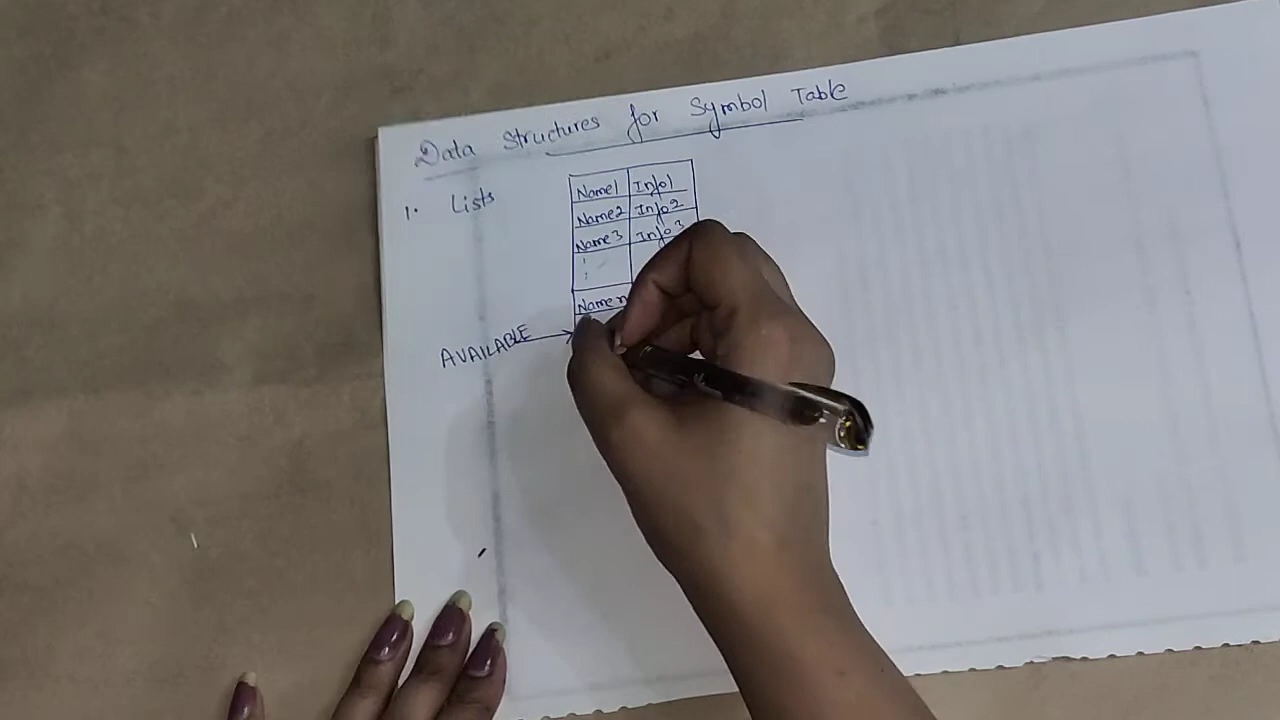 Data Structures for Symbol Table
1. Lists
Name1 Info1
Name2 Info2
Name3 Info3
:
Name n
AVAILABLE